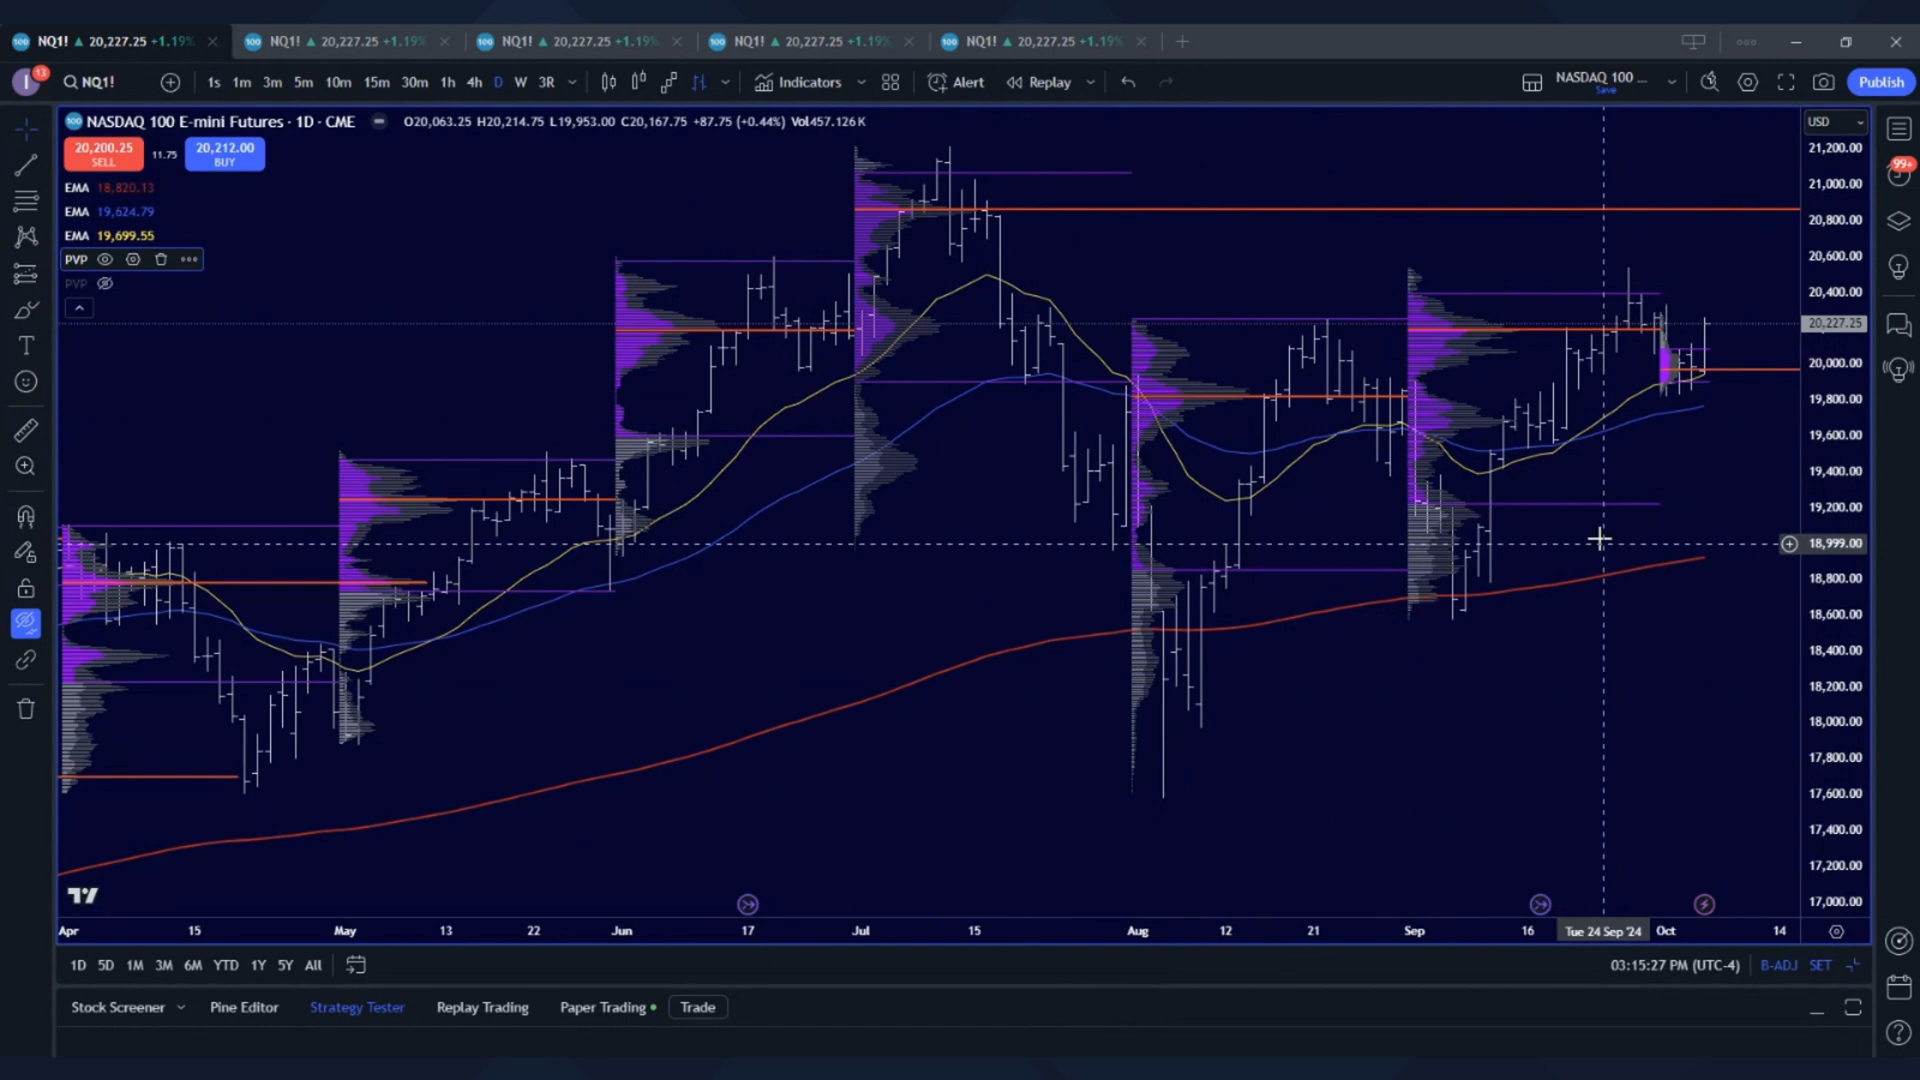 NQ1! ▲ 20,227.25 +1.19% NQ1! ▲ 20,227.25 +1.19% NQ1! ▲ 20,227.25 +1.19% NQ1! ▲ 20,227.25 +1.19% NQ1! ▲ 20,227.25 +1.19%
13 NQ1! 1s 1m 3m 5m 10m 15m 30m 1h 4h D W 3R Indicators Alert Replay NASDAQ 100 ... Save Publish
NASDAQ 100 E-mini Futures · 1D · CME O20,063.25 H20,214.75 L19,953.00 C20,167.75 +87.75 (+0.44%) Vol457.126K USD
20,200.25 SELL 11.75 20,212.00 BUY
EMA 18,820.13
EMA 19,624.79
EMA 19,699.55
PVP
PVP
99+
21,200.00
21,000.00
20,800.00
20,600.00
20,400.00
20,227.25
20,000.00
19,800.00
19,600.00
19,400.00
19,200.00
18,999.00
18,800.00
18,600.00
18,400.00
18,200.00
18,000.00
17,800.00
17,600.00
17,400.00
17,200.00
17,000.00
Apr 15 May 13 22 Jun 17 Jul 15 Aug 12 21 Sep 16 Tue 24 Sep '24 Oct 14
1D 5D 1M 3M 6M YTD 1Y 5Y All 03:15:27 PM (UTC-4) B-ADJ SET
Stock Screener Pine Editor Strategy Tester Replay Trading Paper Trading Trade